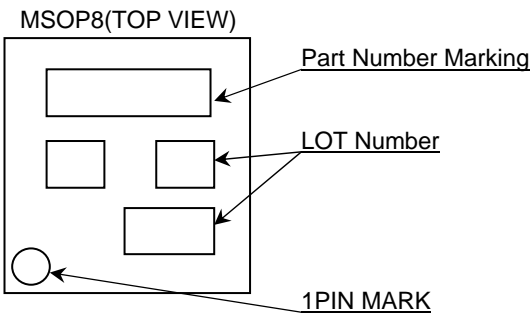 MSOP8(TOP VIEW)
Part Number Marking
LOT Number
1PIN MARK